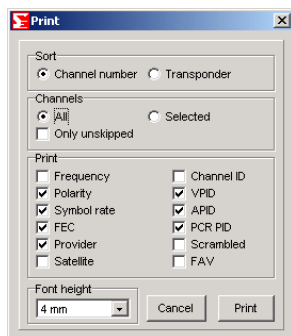 Print
Sort
Channel number Transponder
Channels
All Selected
Only unskipped
Print
Frequency Channel ID
Polarity VPID
Symbol rate APID
FEC PCR PID
Provider Scrambled
Satellite FAV
Font height
4 mm Cancel Print